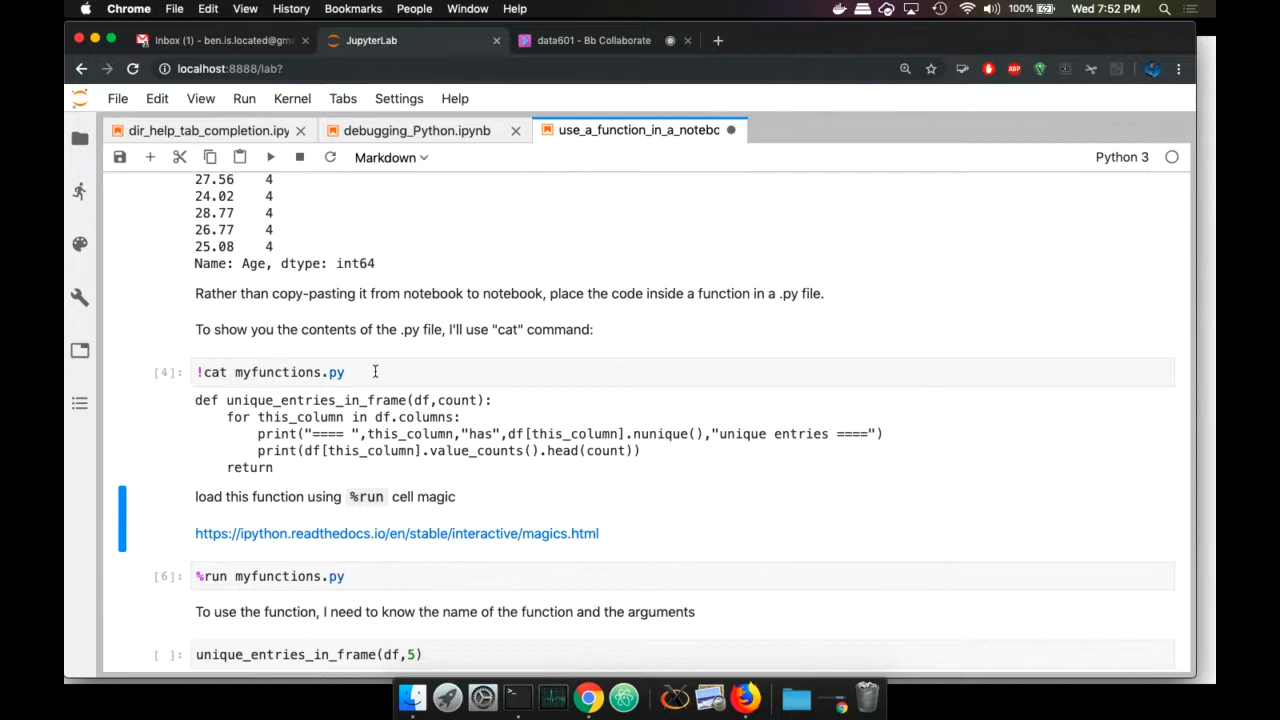 Chrome File Edit View History Bookmarks People Window Help 100% Wed 7:52 PM
Inbox (1) - ben.is.located@gm JupyterLab data601 - Bb Collaborate
localhost:8888/lab?
ABP
File Edit View Run Kernel Tabs Settings Help
dir_help_tab_completion.ipy debugging_Python.ipynb use_a_function_in_a_notebo
Markdown Python 3
27.56 4
24.02 4
28.77 4
26.77 4
25.08 4
Name: Age, dtype: int64
Rather than copy-pasting it from notebook to notebook, place the code inside a function in a .py file.
To show you the contents of the .py file, I'll use "cat" command:
[4]: !cat myfunctions.py
def unique_entries_in_frame(df,count):
    for this_column in df.columns:
        print("==== ",this_column,"has",df[this_column].nunique(),"unique entries ====")
        print(df[this_column].value_counts().head(count))
    return
load this function using %run cell magic
https://ipython.readthedocs.io/en/stable/interactive/magics.html
[6]: %run myfunctions.py
To use the function, I need to know the name of the function and the arguments
[ ]: unique_entries_in_frame(df,5)